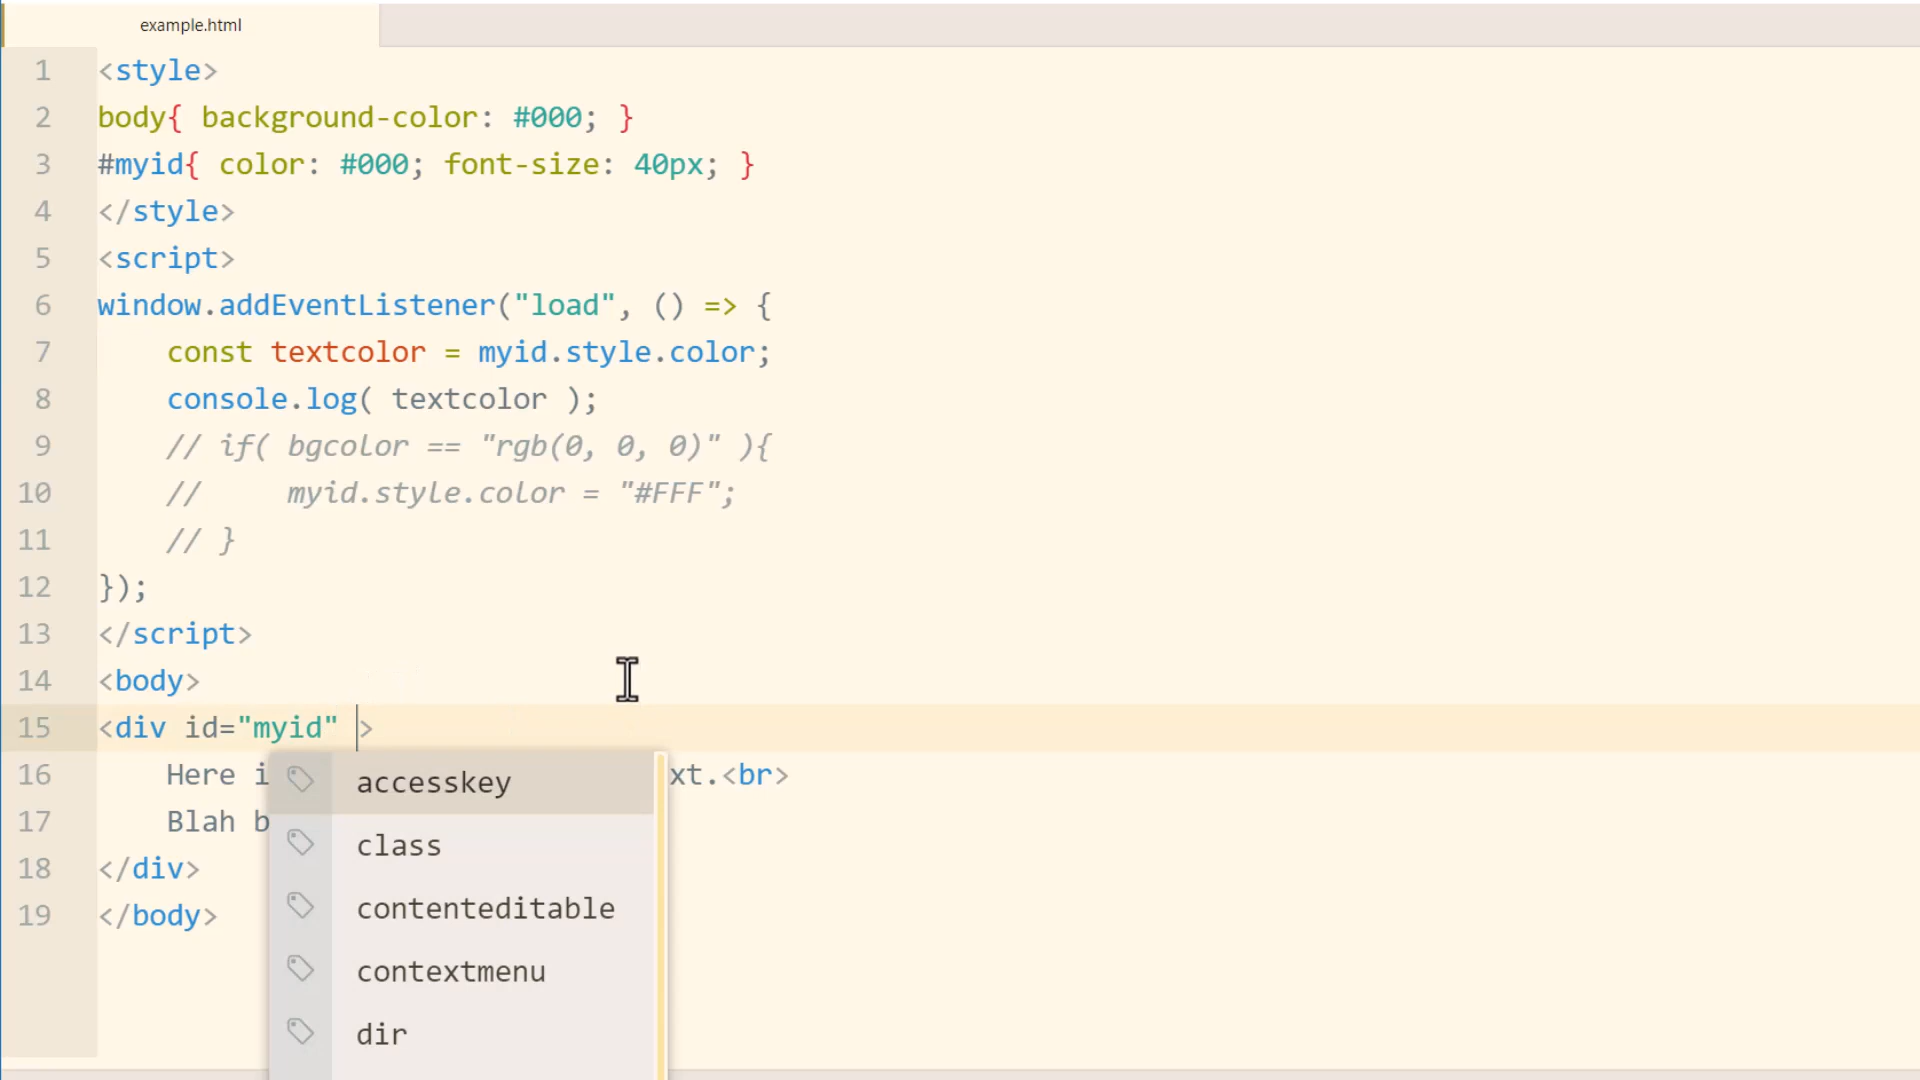 example.html
1 <style>
2 body{ background-color: #000; }
3 #myid{ color: #000; font-size: 40px; }
4 </style>
5 <script>
6 window.addEventListener("load", () => {
7     const textcolor = myid.style.color;
8     console.log( textcolor );
9     // if( bgcolor == "rgb(0, 0, 0)" ){
10     //     myid.style.color = "#FFF";
11     // }
12 });
13 </script>
14 <body>
15 <div id="myid" >
16     Here i xt.<br>
accesskey
17     Blah b
class
18 </div>
contenteditable
19 </body>
contextmenu
dir